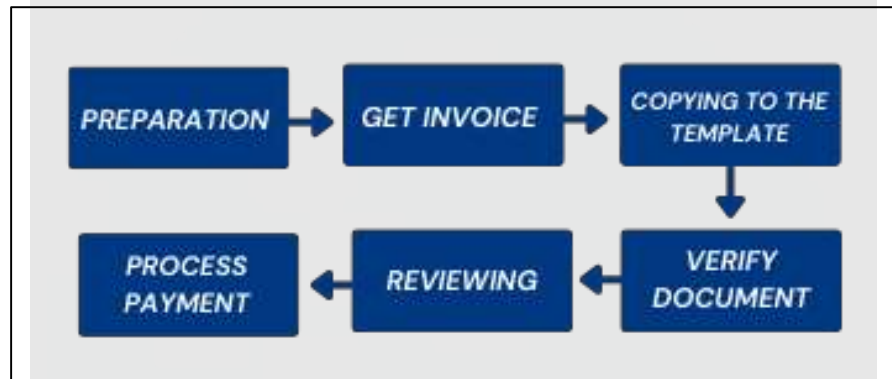 PREPARATION
GET INVOICE
COPYING TO THE
TEMPLATE
VERIFY
DOCUMENT
REVIEWING
PROCESS
PAYMENT